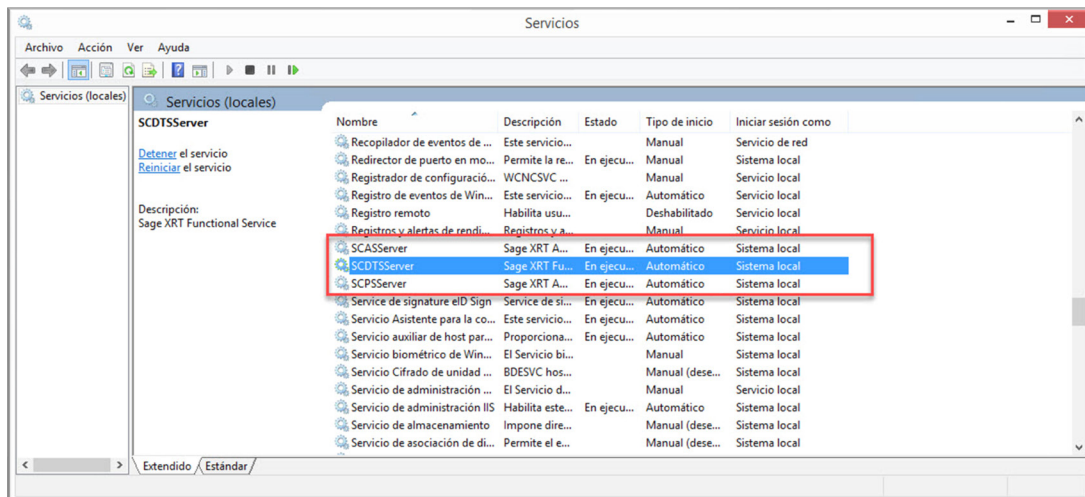 Servicios
Archivo Acción Ver Ayuda
Servicios (locales)
Servicios (locales)
SCDTSServer
Detener el servicio
Reiniciar el servicio
Descripción:
Sage XRT Functional Service
Nombre Descripción Estado Tipo de inicio Iniciar sesión como
Recopilador de eventos de ... Este servicio... Manual Servicio de red
Redirector de puerto en mo... Permite la re... En ejecu... Manual Sistema local
Registrador de configuració... WCNCSVC ... Manual Servicio local
Registro de eventos de Win... Este servicio... En ejecu... Automático Servicio local
Registro remoto Habilita usu... Deshabilitado Servicio local
Registros y alertas de rendi... Registros y a... Manual Servicio local
SCASServer Sage XRT A... En ejecu... Automático Sistema local
SCDTSServer Sage XRT Fu... En ejecu... Automático Sistema local
SCPSServer Sage XRT A... En ejecu... Automático Sistema local
Service de signature eID Sign Service de si... En ejecu... Automático Sistema local
Servicio Asistente para la co... Este servicio... En ejecu... Automático Sistema local
Servicio auxiliar de host par... Proporciona... En ejecu... Automático Sistema local
Servicio biométrico de Win... El Servicio bi... Manual Sistema local
Servicio Cifrado de unidad ... BDESVC hos... Manual (dese... Sistema local
Servicio de administración ... El Servicio d... Manual Servicio local
Servicio de administración IIS Habilita este... En ejecu... Automático Sistema local
Servicio de almacenamiento Impone dire... Manual (dese... Sistema local
Servicio de asociación de di... Permite el e... Manual (dese... Sistema local
Extendido Estándar